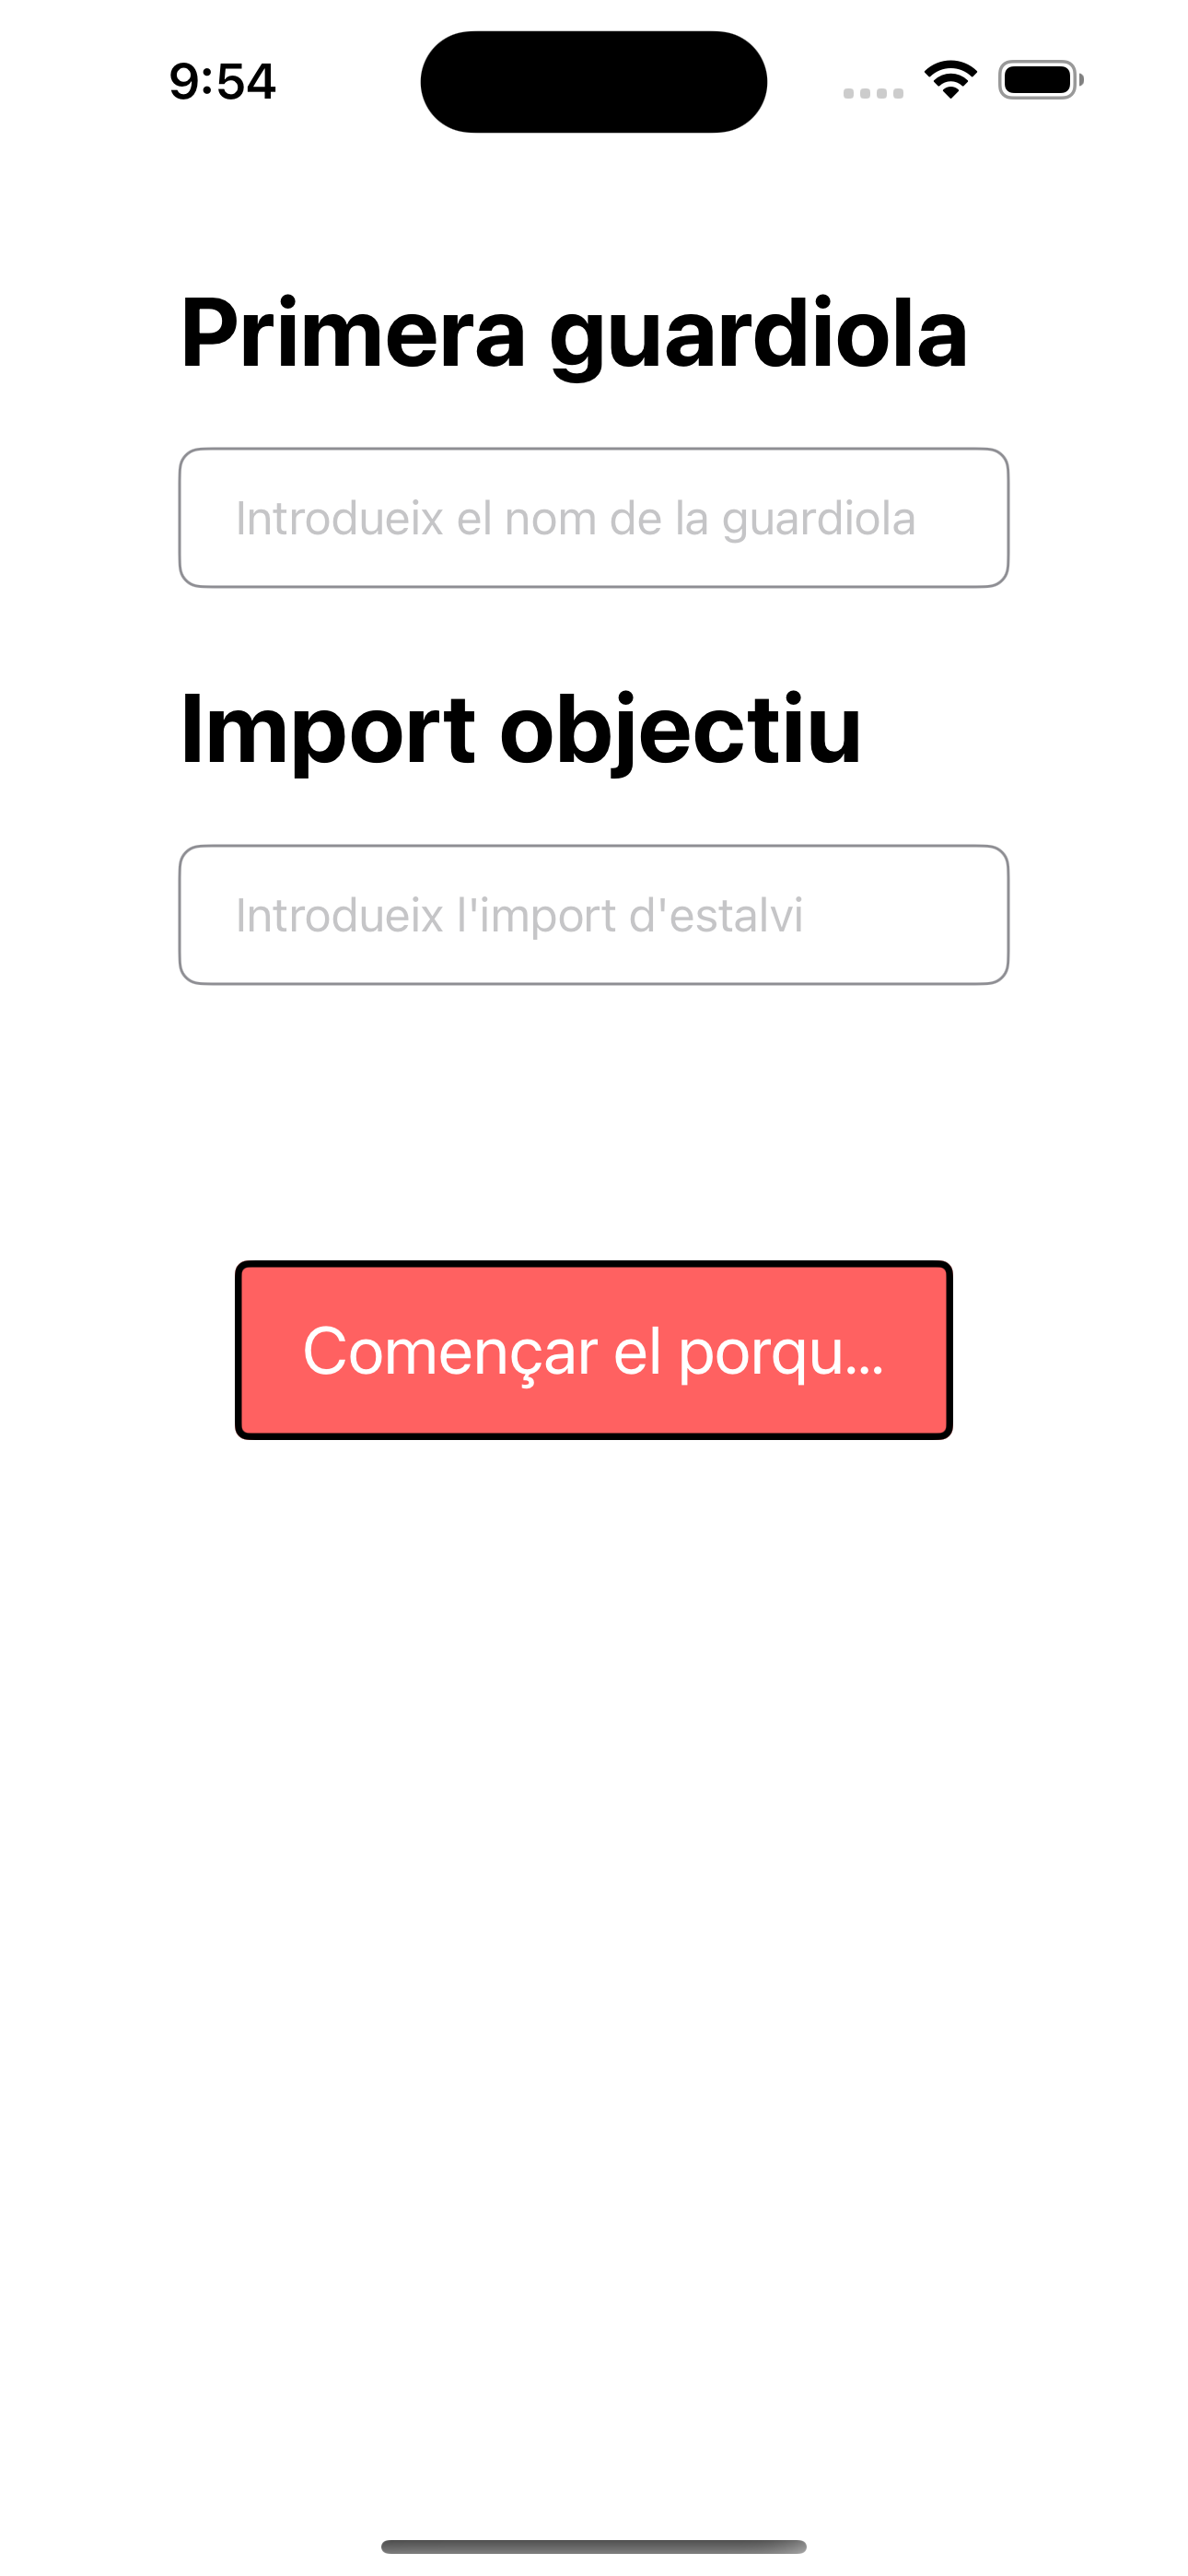 9:54
Primera guardiola
Introdueix el nom de la guardiola
Import objectiu
Introdueix l'import d'estalvi
Començar el porqu...